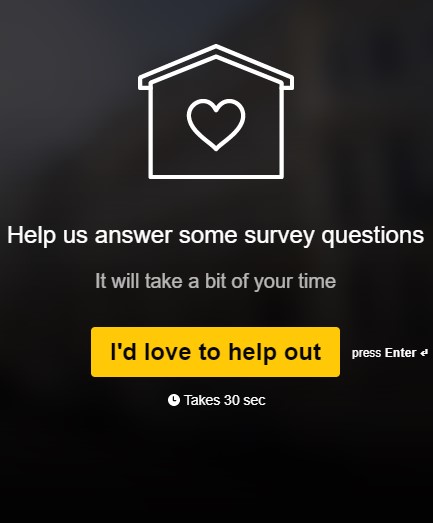 Help us answer some survey questions
It will take a bit of your time
I'd love to help out
press Enter ↵
Takes 30 sec